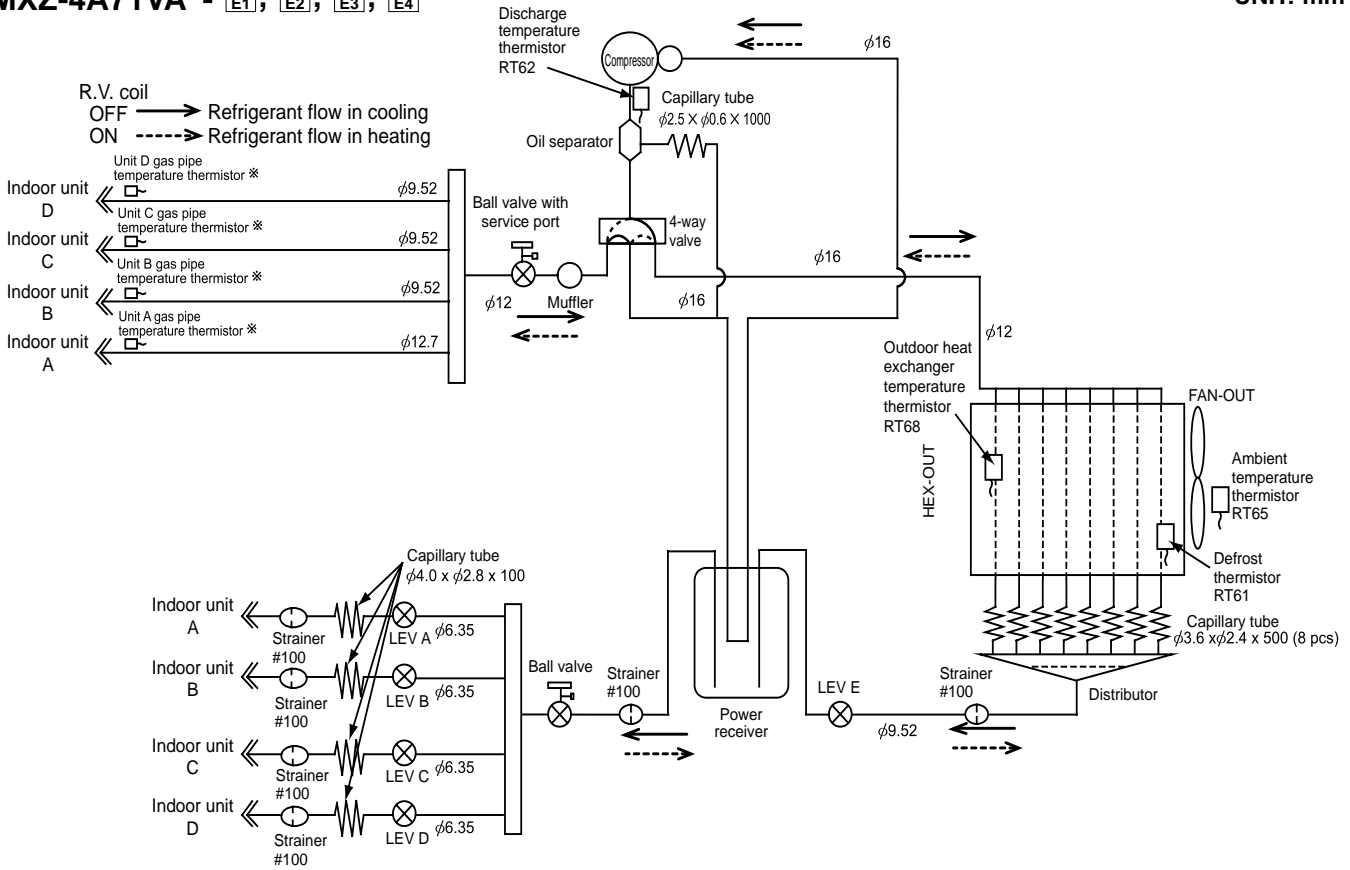 MXZ-4A71VA - E1, E2, E3, E4
UNIT: mm
R.V. coil
OFF Refrigerant flow in cooling
ON Refrigerant flow in heating
Discharge
temperature
thermistor
RT62
Compressor
ϕ16
Capillary tube
ϕ2.5 × ϕ0.6 × 1000
Oil separator
4-way
valve
Ball valve with
service port
Muffler
ϕ12
ϕ16
ϕ16
ϕ12
Unit D gas pipe
temperature thermistor ※
Indoor unit
D
ϕ9.52
Unit C gas pipe
temperature thermistor ※
Indoor unit
C
ϕ9.52
Unit B gas pipe
temperature thermistor ※
Indoor unit
B
ϕ9.52
Unit A gas pipe
temperature thermistor ※
Indoor unit
A
ϕ12.7
Outdoor heat
exchanger
temperature
thermistor
RT68
HEX-OUT
FAN-OUT
Ambient
temperature
thermistor
RT65
Defrost
thermistor
RT61
Capillary tube
ϕ3.6 xϕ2.4 x 500 (8 pcs)
Distributor
Capillary tube
ϕ4.0 x ϕ2.8 x 100
Indoor unit
A
Strainer
#100
LEV A
ϕ6.35
Indoor unit
B
Strainer
#100
LEV B
ϕ6.35
Indoor unit
C
Strainer
#100
LEV C
ϕ6.35
Indoor unit
D
Strainer
#100
LEV D
ϕ6.35
Ball valve
Strainer
#100
Power
receiver
LEV E
ϕ9.52
Strainer
#100